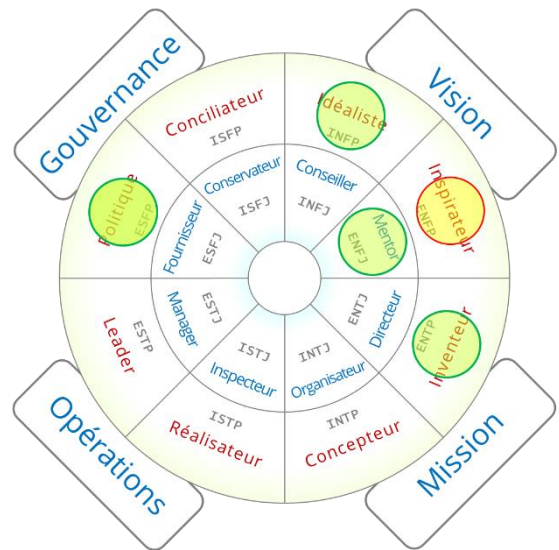 Gouvernance
Vision
Conciliateur
ISFP
Idéaliste
INFP
Politique
ESFP
Inspirateur
ENFP
Conservateur
ISFJ
Conseiller
INFJ
Fournisseur
ESFJ
Mentor
ENFJ
Manager
ESTJ
Directeur
ENTJ
Inspecteur
ISTJ
Organisateur
INTJ
Leader
ESTP
Inventeur
ENTP
Réalisateur
ISTP
Concepteur
INTP
Opérations
Mission